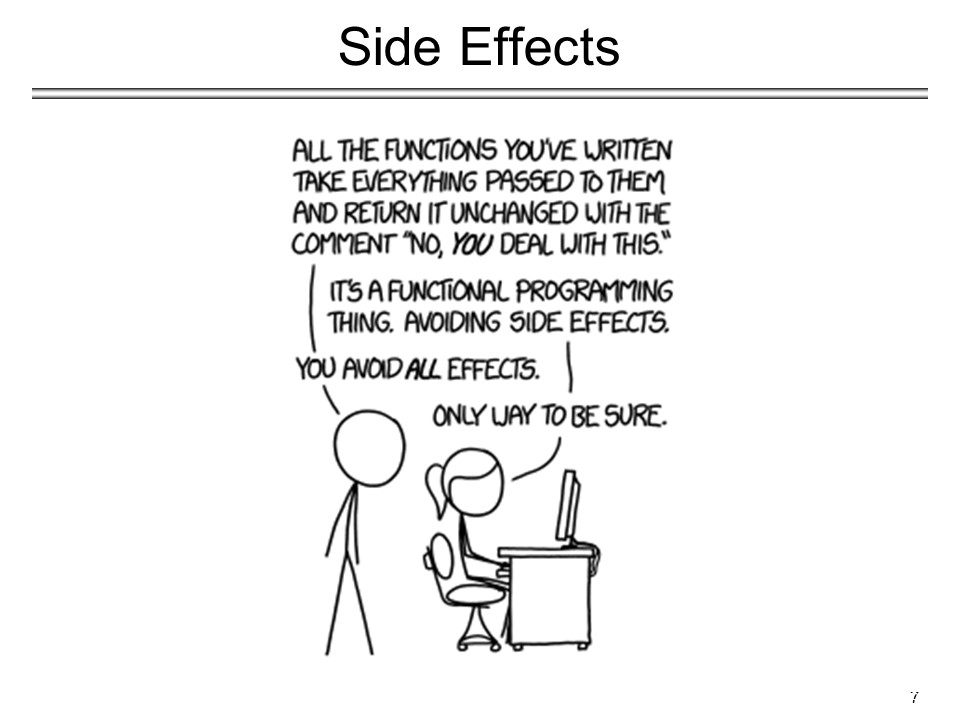 Side Effects
ALL THE FUNCTIONS YOU'VE WRITTEN
TAKE EVERYTHING PASSED TO THEM
AND RETURN IT UNCHANGED WITH THE
COMMENT "NO, YOU DEAL WITH THIS."
IT'S A FUNCTIONAL PROGRAMMING
THING. AVOIDING SIDE EFFECTS.
YOU AVOID ALL EFFECTS.
ONLY WAY TO BE SURE.
7